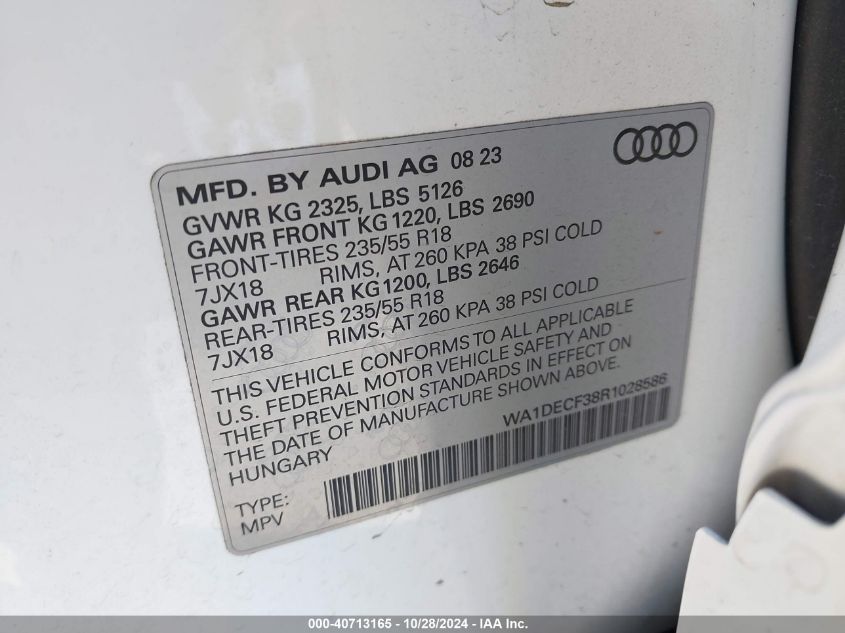 MFD. BY AUDI AG 08 23
GVWR KG 2325, LBS 5126
GAWR FRONT KG 1220, LBS 2690
FRONT-TIRES 235/55 R18
7JX18 RIMS, AT 260 KPA 38 PSI COLD
GAWR REAR KG 1200, LBS 2646
REAR-TIRES 235/55 R18
7JX18 RIMS, AT 260 KPA 38 PSI COLD
THIS VEHICLE CONFORMS TO ALL APPLICABLE
U.S. FEDERAL MOTOR VEHICLE SAFETY AND
THEFT PREVENTION STANDARDS IN EFFECT ON
THE DATE OF MANUFACTURE SHOWN ABOVE.
HUNGARY
WA1DECF38R1028586
TYPE:
MPV
000-40713165 - 10/28/2024 - IAA Inc.